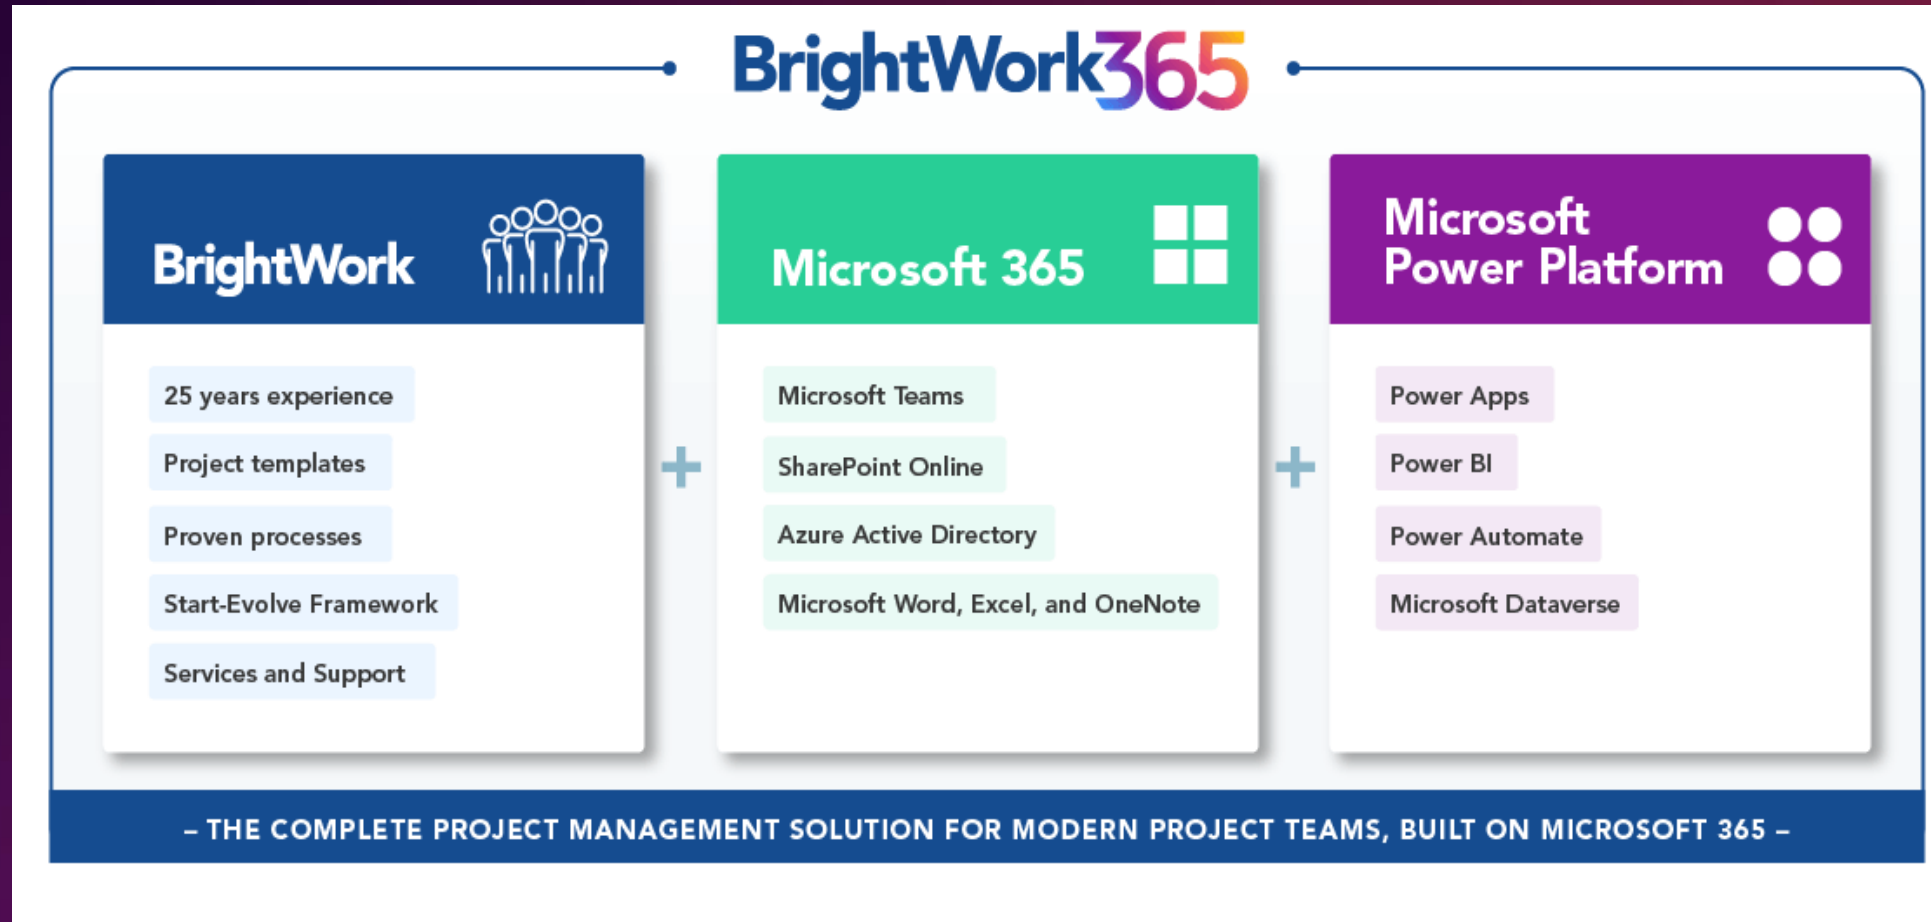 BrightWork365
BrightWork
25 years experience
Project templates
Proven processes
Start-Evolve Framework
Services and Support
+
Microsoft 365
Microsoft Teams
SharePoint Online
Azure Active Directory
Microsoft Word, Excel, and OneNote
+
Microsoft
Power Platform
Power Apps
Power BI
Power Automate
Microsoft Dataverse
– THE COMPLETE PROJECT MANAGEMENT SOLUTION FOR MODERN PROJECT TEAMS, BUILT ON MICROSOFT 365 –